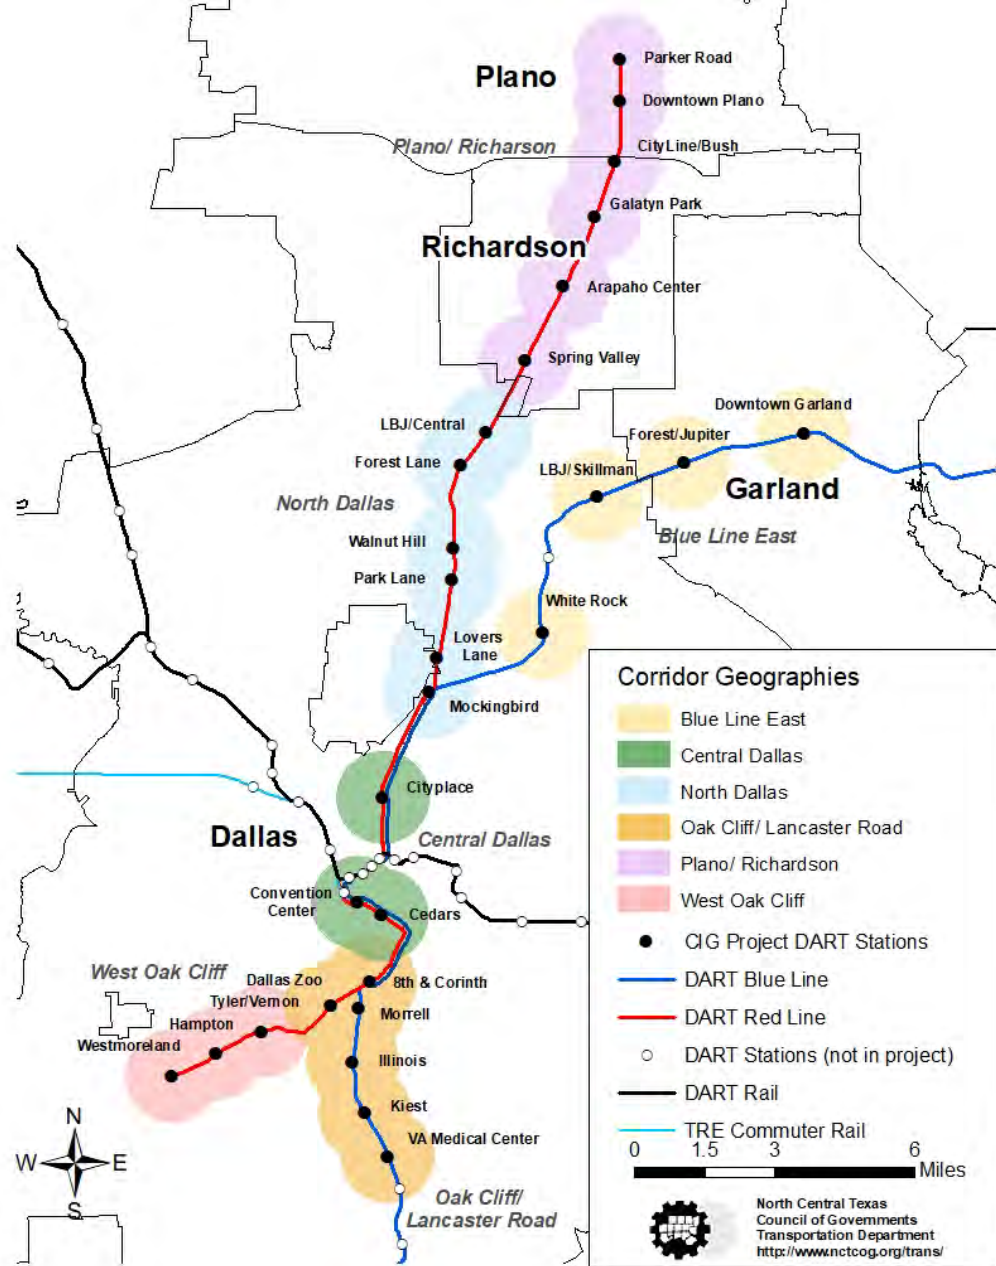 Parker Road
Plano
Downtown Plano
Plano/ Richarson
CityLine/Bush
Galatyn Park
Richardson
Arapaho Center
Spring Valley
Downtown Garland
LBJ/Central
Forest/Jupiter
Forest Lane
LBJ/Skillman
Garland
North Dallas
Blue Line East
Walnut Hill
Park Lane
White Rock
Lovers
Lane
Mockingbird
Cityplace
Dallas
Central Dallas
Convention
Center
Cedars
West Oak Cliff
Dallas Zoo
8th & Corinth
Tyler/Vernon
Morrell
Hampton
Westmoreland
Illinois
Kiest
VA Medical Center
Oak Cliff/
Lancaster Road
N
W
E
S
Corridor Geographies
Blue Line East
Central Dallas
North Dallas
Oak Cliff/ Lancaster Road
Plano/ Richardson
West Oak Cliff
CIG Project DART Stations
DART Blue Line
DART Red Line
DART Stations (not in project)
DART Rail
TRE Commuter Rail
0 1.5 3 6
Miles
North Central Texas
Council of Governments
Transportation Department
http://www.nctcog.org/trans/